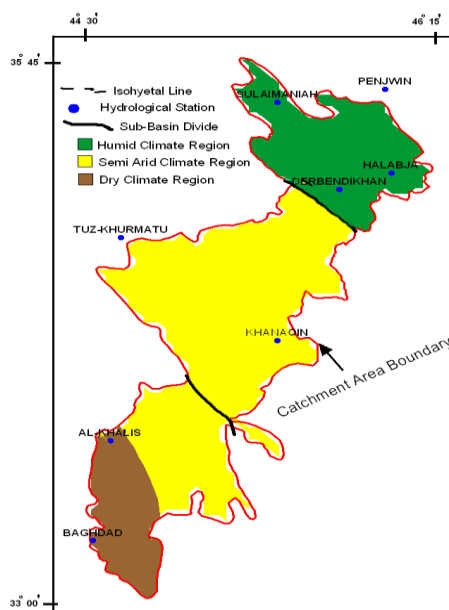 44° 30'
46° 15'
35° 45'
PENJWIN
Isohyetal Line
SULAIMANIAH
Hydrological Station
Sub-Basin Divide
Humid Climate Region
Semi Arid Climate Region
HALABJA
Dry Climate Region
DERBENDIKHAN
TUZ-KHURMATU
KHANAQIN
Catchment Area Boundary
AL-KHALIS
BAGHDAD
33° 00'